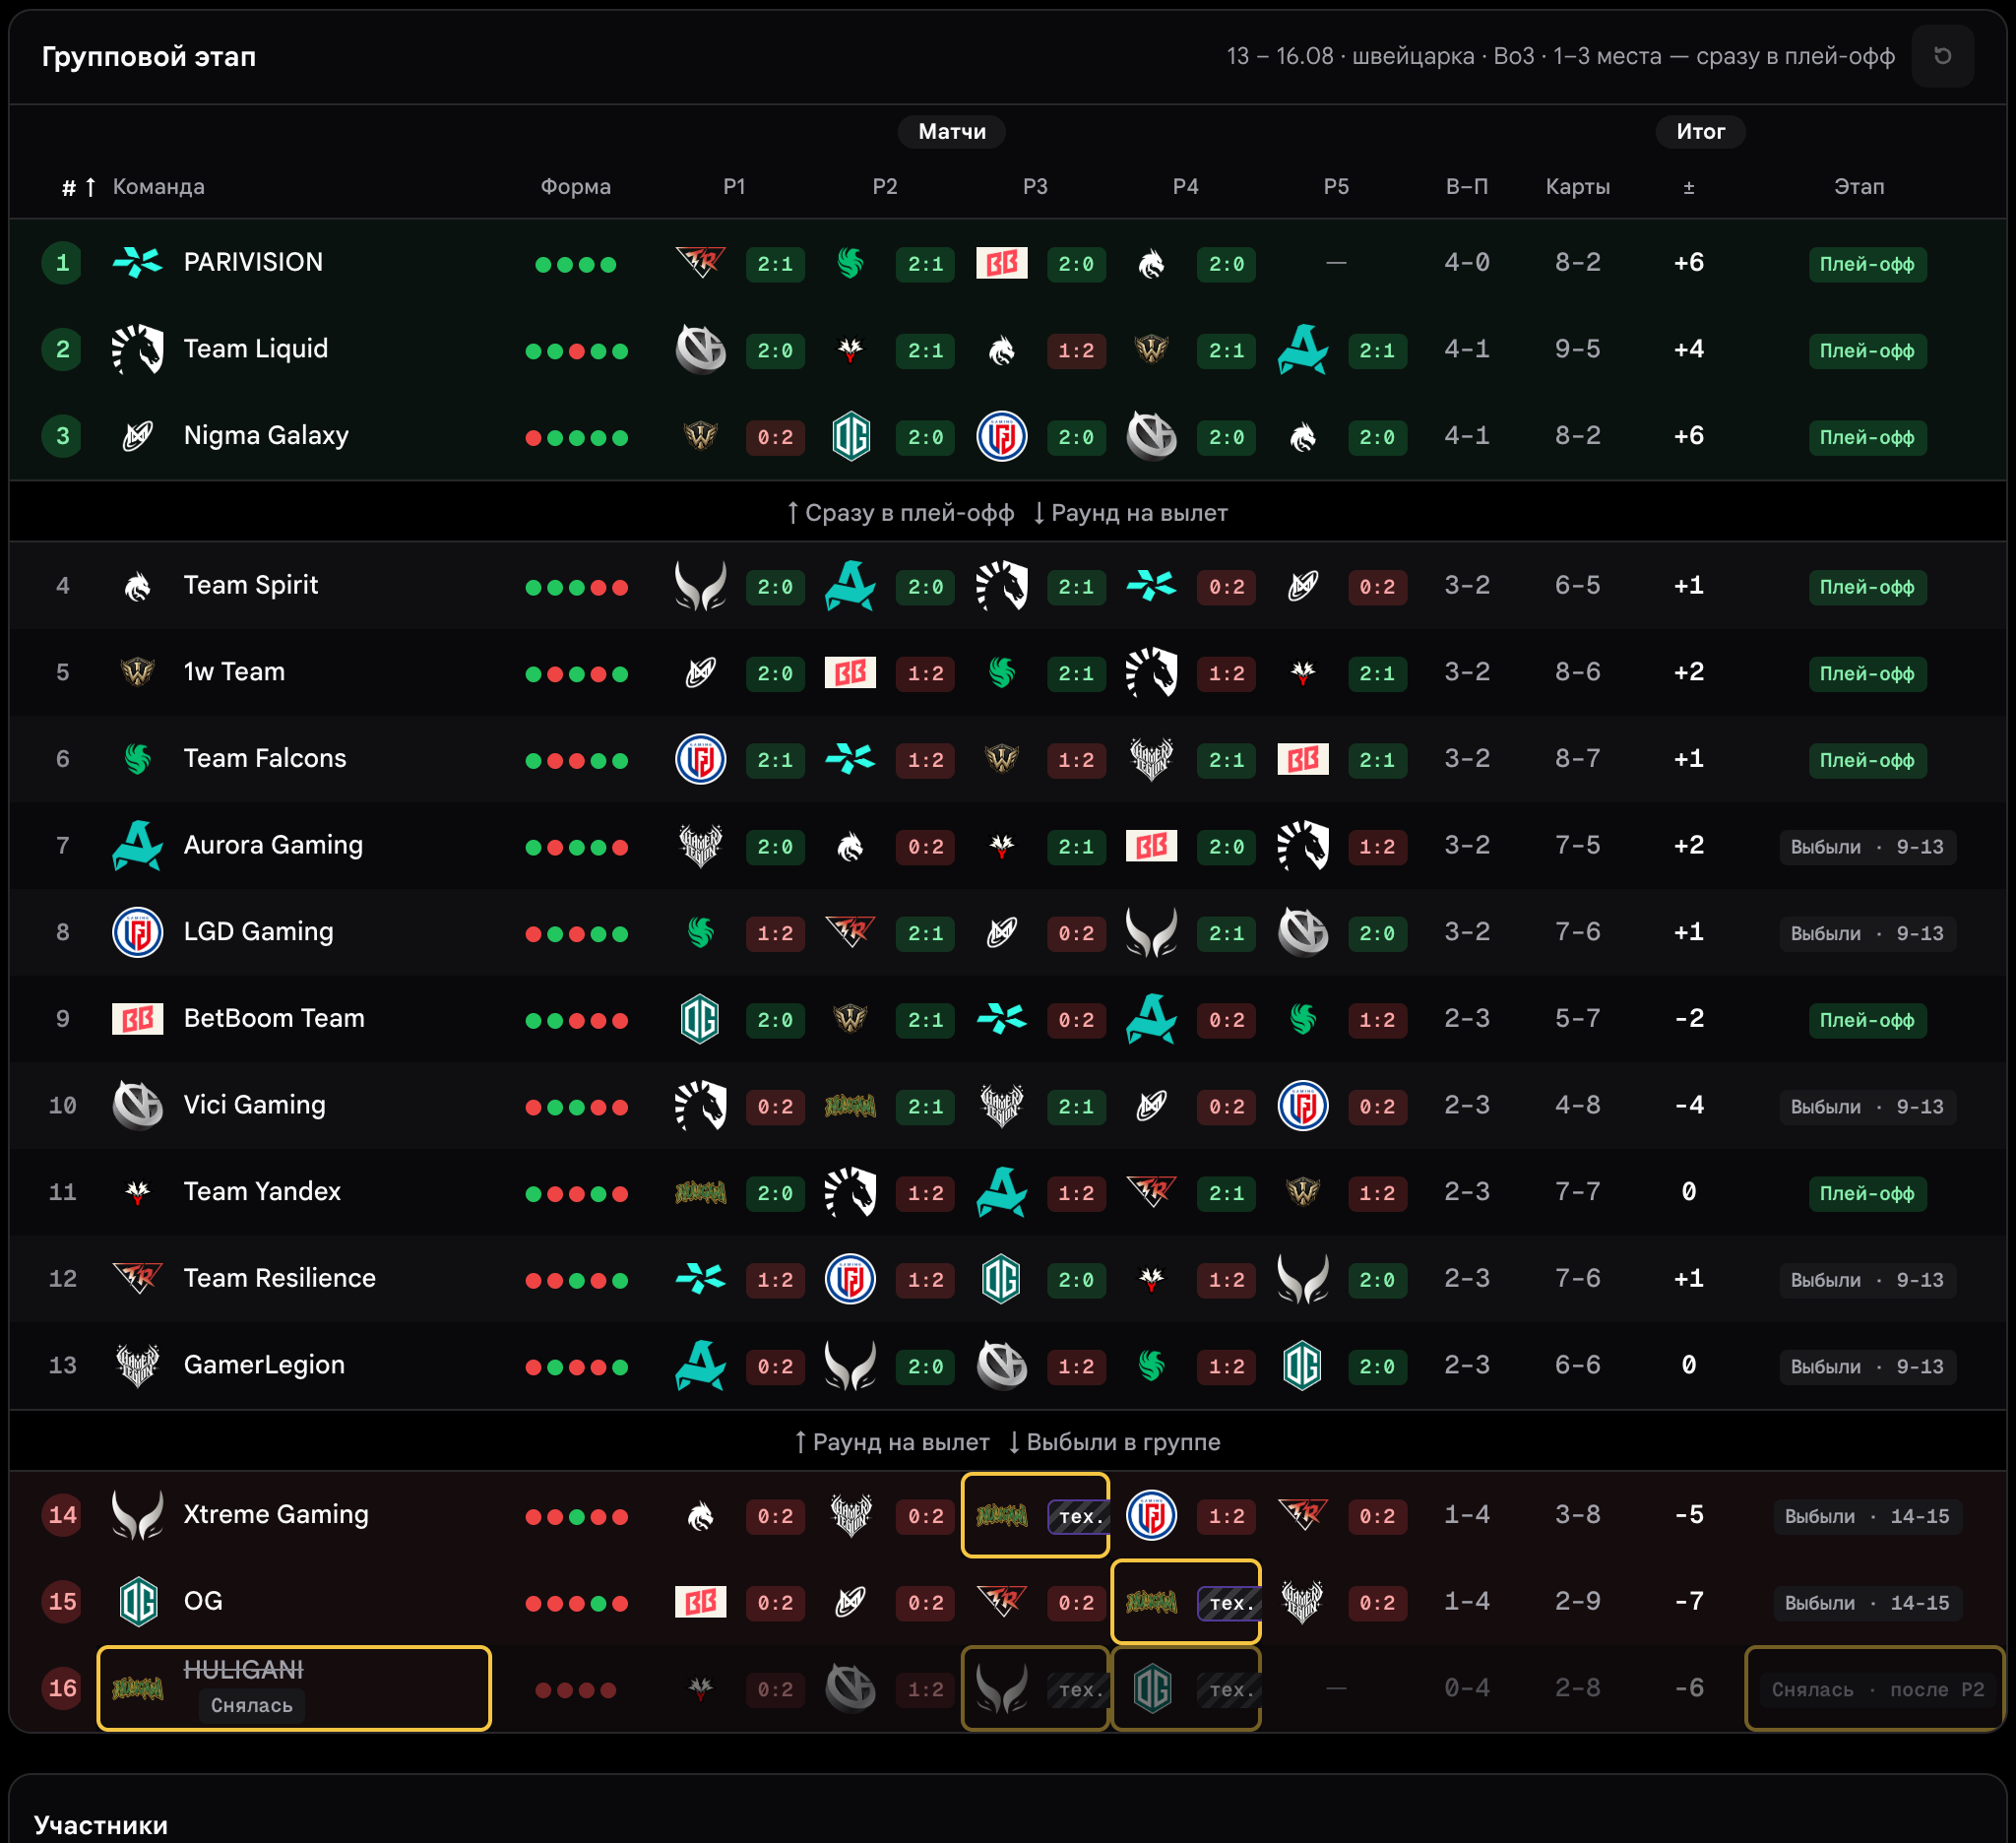 Групповой этап
13 – 16.08 · швейцарка · Bo3 · 1–3 места — сразу в плей-офф
Матчи Итог
# ↑ Команда Форма Р1 Р2 Р3 Р4 Р5 В–П Карты ± Этап
1 PARIVISION 2:1 2:1 2:0 2:0 — 4–0 8–2 +6 Плей-офф
2 Team Liquid 2:0 2:1 1:2 2:1 2:1 4–1 9–5 +4 Плей-офф
3 Nigma Galaxy 0:2 2:0 2:0 2:0 2:0 4–1 8–2 +6 Плей-офф
↑ Сразу в плей-офф ↓ Раунд на вылет
4 Team Spirit 2:0 2:0 2:1 0:2 0:2 3–2 6–5 +1 Плей-офф
5 1w Team 2:0 1:2 2:1 1:2 2:1 3–2 8–6 +2 Плей-офф
6 Team Falcons 2:1 1:2 1:2 2:1 2:1 3–2 8–7 +1 Плей-офф
7 Aurora Gaming 2:0 0:2 2:1 2:0 1:2 3–2 7–5 +2 Выбыли · 9–13
8 LGD Gaming 1:2 2:1 0:2 2:1 2:0 3–2 7–6 +1 Выбыли · 9–13
9 BetBoom Team 2:0 2:1 0:2 0:2 1:2 2–3 5–7 -2 Плей-офф
10 Vici Gaming 0:2 2:1 2:1 0:2 0:2 2–3 4–8 -4 Выбыли · 9–13
11 Team Yandex 2:0 1:2 1:2 2:1 1:2 2–3 7–7 0 Плей-офф
12 Team Resilience 1:2 1:2 2:0 1:2 2:0 2–3 7–6 +1 Выбыли · 9–13
13 GamerLegion 0:2 2:0 1:2 1:2 2:0 2–3 6–6 0 Выбыли · 9–13
↑ Раунд на вылет ↓ Выбыли в группе
14 Xtreme Gaming 0:2 0:2 тех. 1:2 0:2 1–4 3–8 -5 Выбыли · 14–15
15 OG 0:2 0:2 0:2 тех. 0:2 1–4 2–9 -7 Выбыли · 14–15
16 HULIGANI 0:2 1:2 тех. тех. — 0–4 2–8 -6 Снялась · после Р2
Снялась
Участники